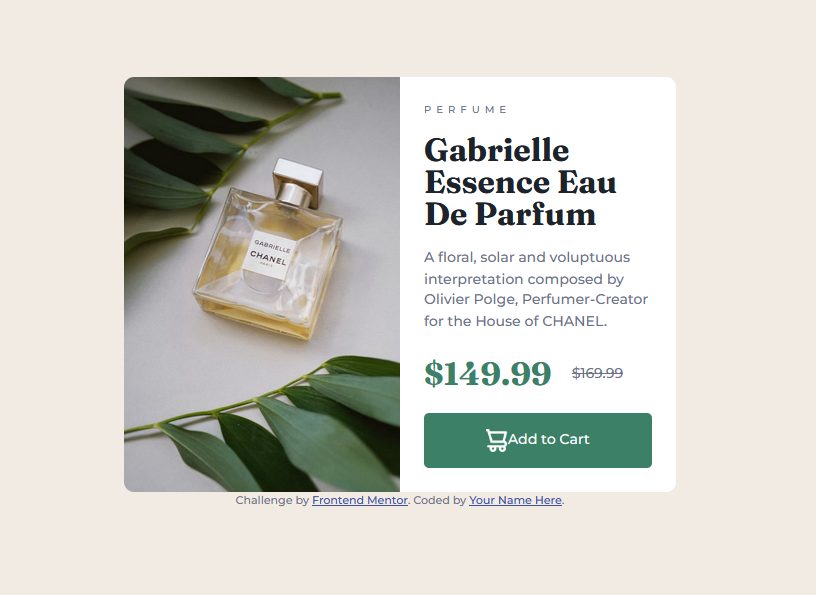 GABRIELLE
CHANEL
PARIS
PERFUME
Gabrielle
Essence Eau
De Parfum
A floral, solar and voluptuous
interpretation composed by
Olivier Polge, Perfumer-Creator
for the House of CHANEL.
$149.99 $169.99
Add to Cart
Challenge by Frontend Mentor. Coded by Your Name Here.